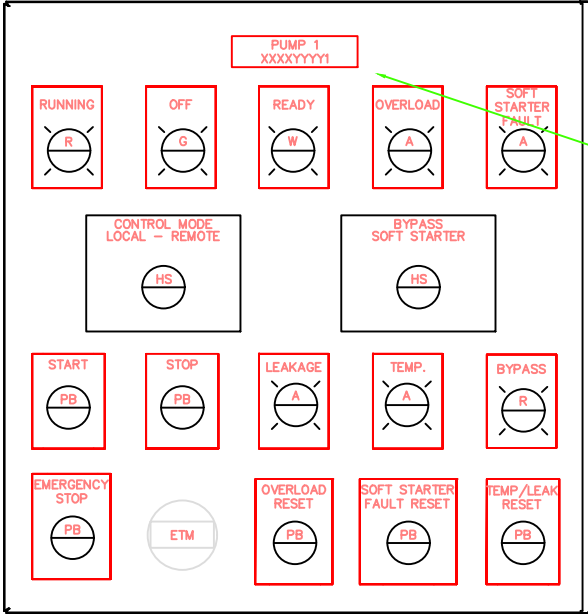 PUMP 1
XXXXYYYY1
RUNNING
R
OFF
G
READY
W
OVERLOAD
A
SOFT
STARTER
FAULT
A
CONTROL MODE
LOCAL - REMOTE
HS
BYPASS
SOFT STARTER
HS
START
PB
STOP
PB
LEAKAGE
A
TEMP.
A
BYPASS
R
EMERGENCY
STOP
PB
ETM
OVERLOAD
RESET
PB
SOFT STARTER
FAULT RESET
PB
TEMP/LEAK
RESET
PB